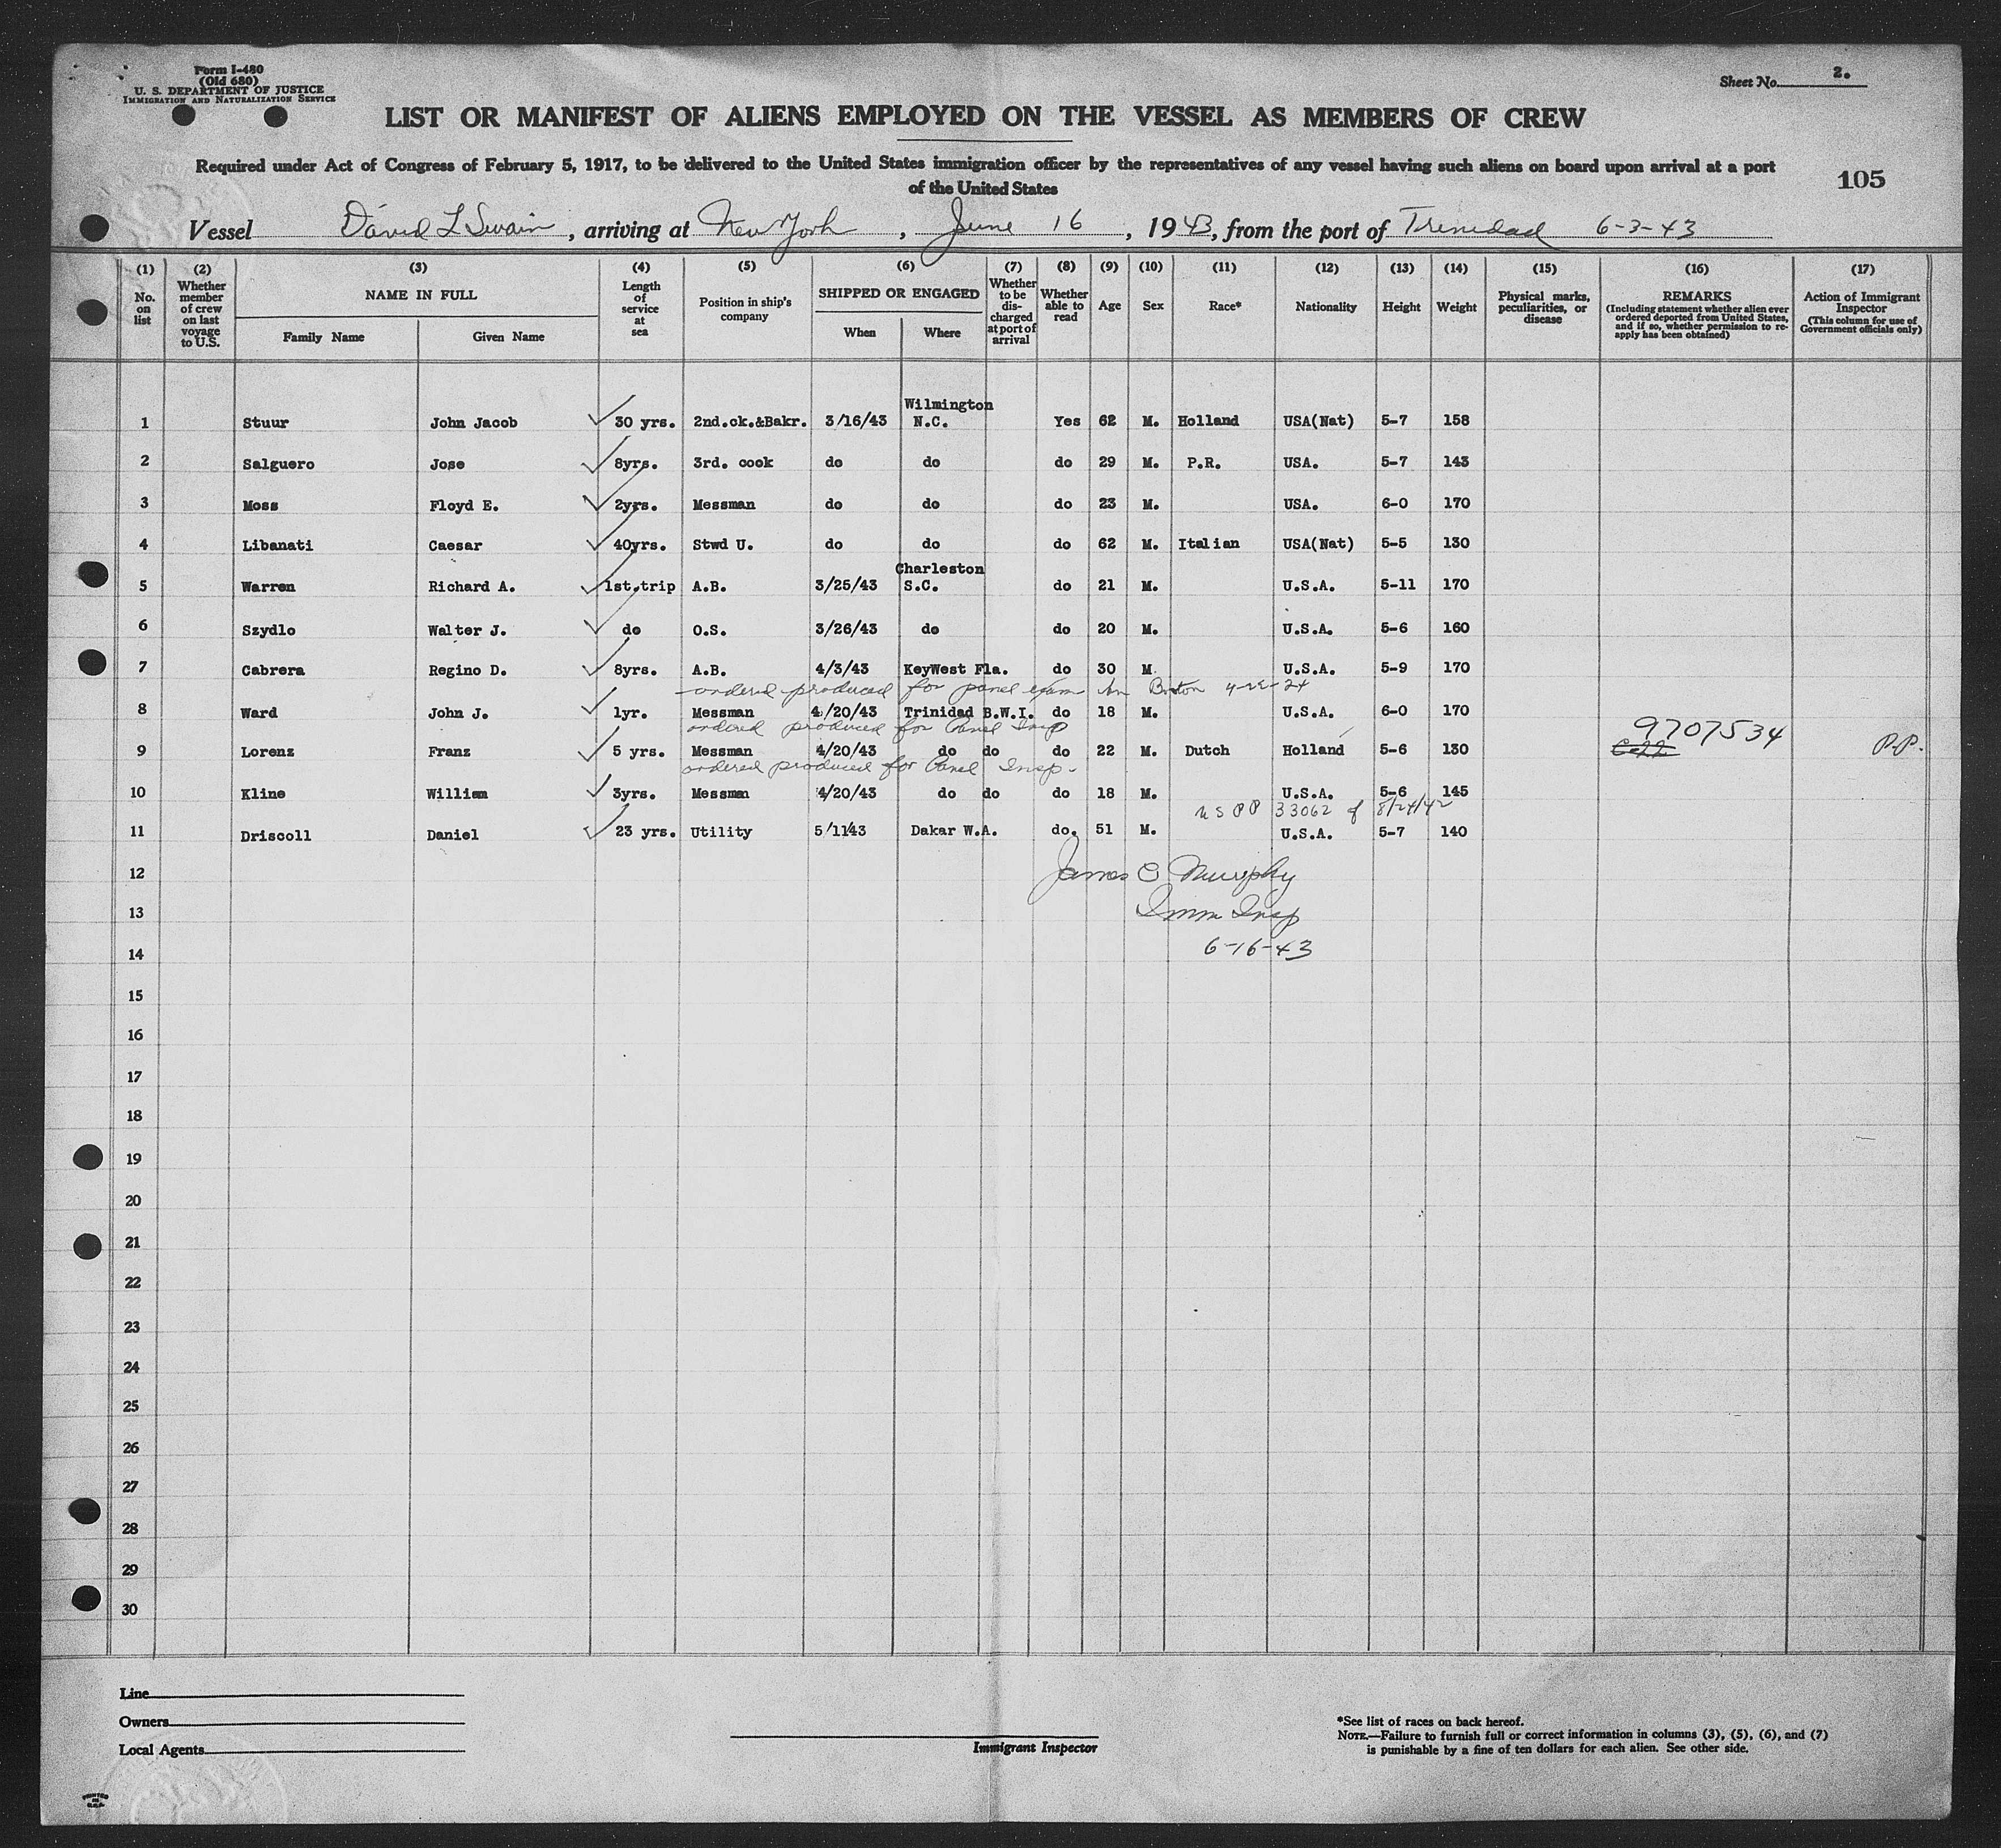 Form I-480
(Old 680)
U. S. DEPARTMENT OF JUSTICE
IMMIGRATION AND NATURALIZATION SERVICE
Sheet No. 2.
LIST OR MANIFEST OF ALIENS EMPLOYED ON THE VESSEL AS MEMBERS OF CREW
Required under Act of Congress of February 5, 1917, to be delivered to the United States immigration officer by the representatives of any vessel having such aliens on board upon arrival at a port
of the United States
105
Vessel David L Swain, arriving at New York, June 16, 1943, from the port of Trinidad 6-3-43
(1) (2) (3) (4) (5) (6) (7) (8) (9) (10) (11) (12) (13) (14) (15) (16) (17)
No. on list
Whether member of crew on last voyage to U.S.
NAME IN FULL
Family Name Given Name
Length of service at sea
Position in ship's company
SHIPPED OR ENGAGED
When Where
Whether to be discharged at port of arrival
Whether able to read
Age
Sex
Race*
Nationality
Height
Weight
Physical marks, peculiarities, or disease
REMARKS
(Including statement whether alien ever ordered deported from United States, and if so, whether permission to reapply has been obtained)
Action of Immigrant Inspector
(This column for use of Government officials only)
Wilmington
1 Stuur John Jacob 30 yrs. 2nd.ck.&Bakr. 3/16/43 N.C. Yes 62 M. Holland USA(Nat) 5-7 158
2 Salguero Jose 8yrs. 3rd. cook do do do 29 M. P.R. USA. 5-7 143
3 Moss Floyd E. 2yrs. Messman do do do 23 M. USA. 6-0 170
4 Libanati Caesar 40yrs. Stwd U. do do do 62 M. Italian USA(Nat) 5-5 130
Charleston
5 Warren Richard A. 1st.trip A.B. 3/25/43 S.C. do 21 M. U.S.A. 5-11 170
6 Szydlo Walter J. do O.S. 3/26/43 do do 20 M. U.S.A. 5-6 160
7 Cabrera Regino D. 8yrs. A.B. 4/3/43 KeyWest Fla. do 30 M U.S.A. 5-9 170
ordered produced for panel exam Boston
8 Ward John J. 1yr. Messman 4/20/43 Trinidad B.W.I. do 18 M. U.S.A. 6-0 170
ordered produced for Panel Insp
9707534
9 Lorenz Franz 5 yrs. Messman 4/20/43 do do do 22 M. Dutch Holland 5-6 130 P.P.
ordered produced for Panel Insp.
10 Kline William 3yrs. Messman 4/20/43 do do do 18 M. U.S.A. 5-6 145
US PP 33062 of 8/24/42
11 Driscoll Daniel 23 yrs. Utility 5/1143 Dakar W.A. do. 51 M. U.S.A. 5-7 140
12 James C Murphy
13 Imm Insp
14 6-16-43
15
16
17
18
19
20
21
22
23
24
25
26
27
28
29
30
Line
Owners
Local Agents
Immigrant Inspector
*See list of races on back hereof.
NOTE.—Failure to furnish full or correct information in columns (3), (5), (6), and (7)
is punishable by a fine of ten dollars for each alien. See other side.